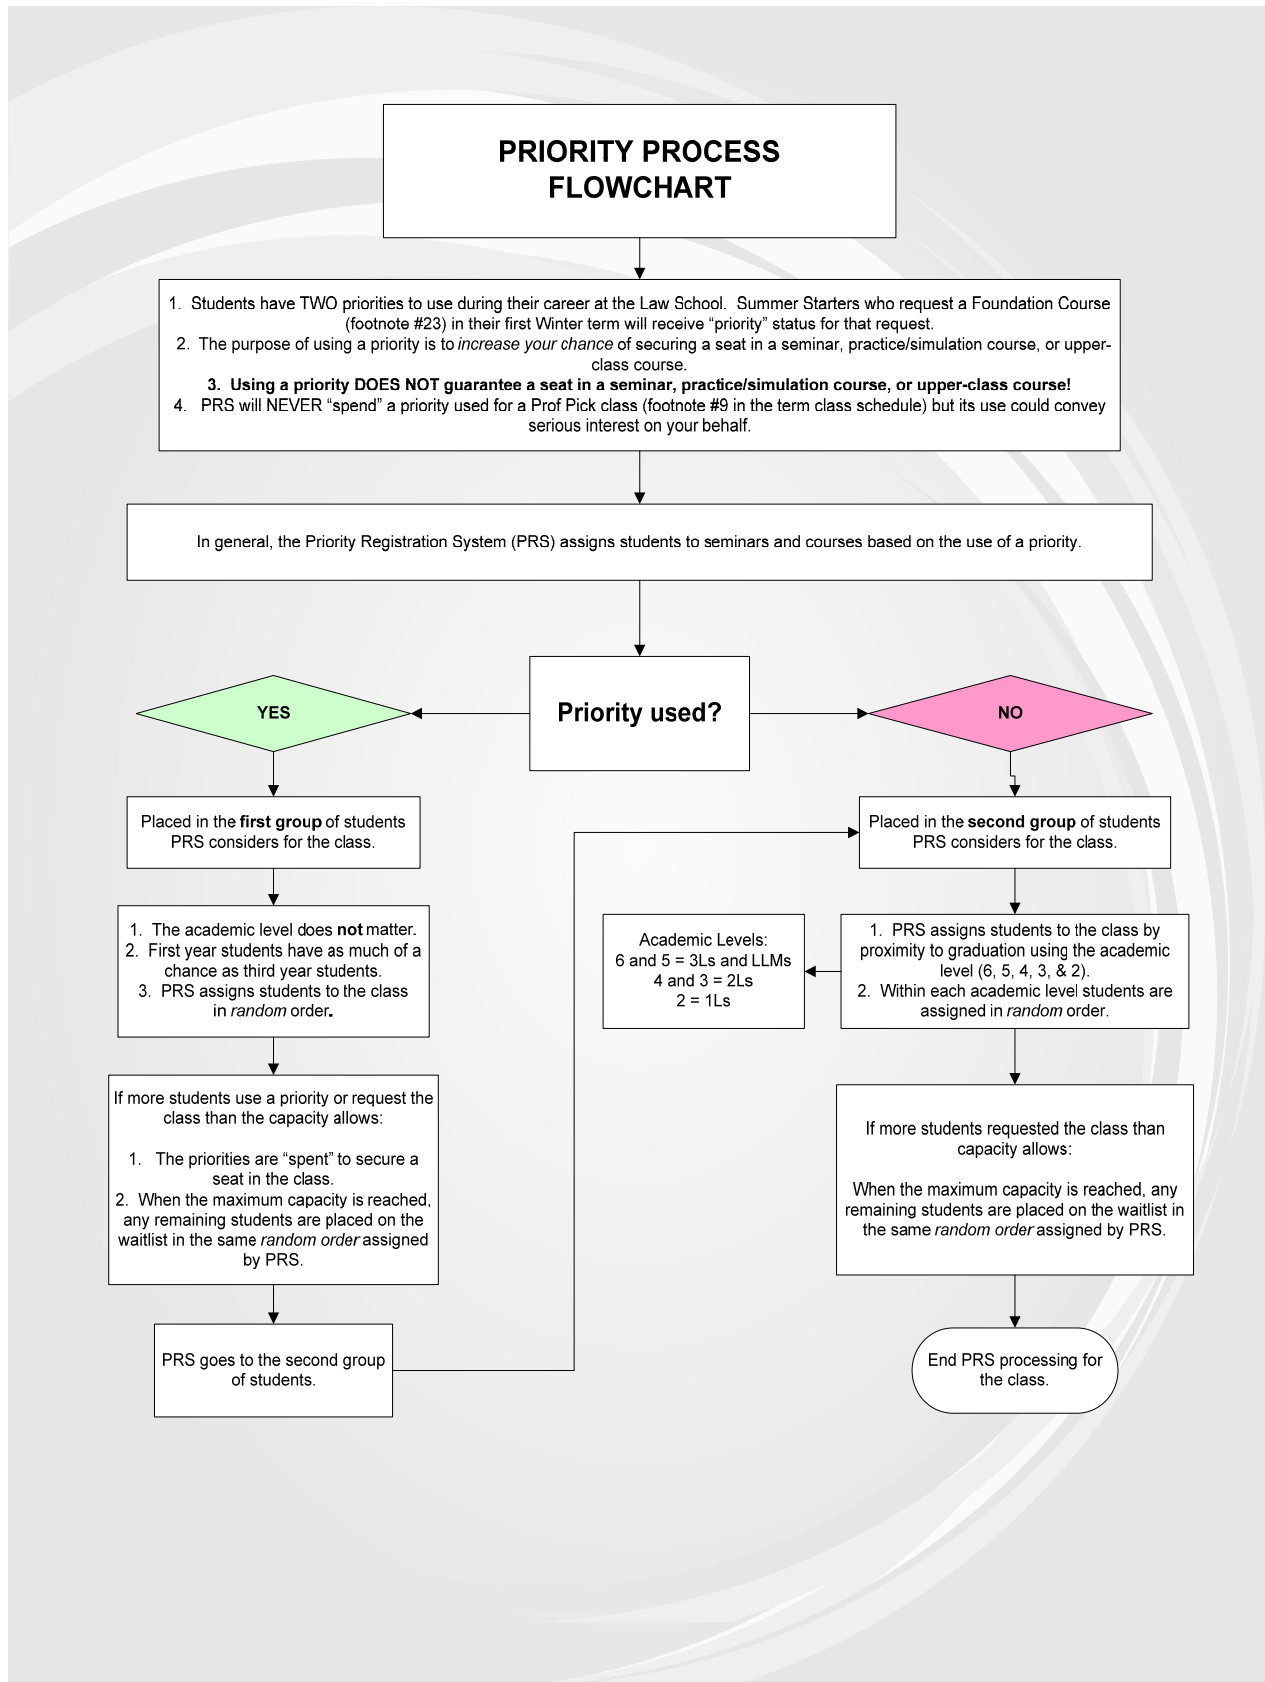 PRIORITY PROCESS
FLOWCHART
1. Students have TWO priorities to use during their career at the Law School. Summer Starters who request a Foundation Course
(footnote #23) in their first Winter term will receive “priority” status for that request.
2. The purpose of using a priority is to increase your chance of securing a seat in a seminar, practice/simulation course, or upper-
class course.
3. Using a priority DOES NOT guarantee a seat in a seminar, practice/simulation course, or upper-class course!
4. PRS will NEVER “spend” a priority used for a Prof Pick class (footnote #9 in the term class schedule) but its use could convey
serious interest on your behalf.
In general, the Priority Registration System (PRS) assigns students to seminars and courses based on the use of a priority.
Priority used?
YES
Placed in the first group of students
PRS considers for the class.
1. The academic level does not matter.
2. First year students have as much of a
chance as third year students.
3. PRS assigns students to the class
in random order.
If more students use a priority or request the
class than the capacity allows:
1. The priorities are “spent” to secure a
seat in the class.
2. When the maximum capacity is reached,
any remaining students are placed on the
waitlist in the same random order assigned
by PRS.
PRS goes to the second group
of students.
NO
Placed in the second group of students
PRS considers for the class.
1. PRS assigns students to the class by
proximity to graduation using the academic
level (6, 5, 4, 3, & 2).
2. Within each academic level students are
assigned in random order.
Academic Levels:
6 and 5 = 3Ls and LLMs
4 and 3 = 2Ls
2 = 1Ls
If more students requested the class than
capacity allows:
When the maximum capacity is reached, any
remaining students are placed on the waitlist in
the same random order assigned by PRS.
End PRS processing for
the class.